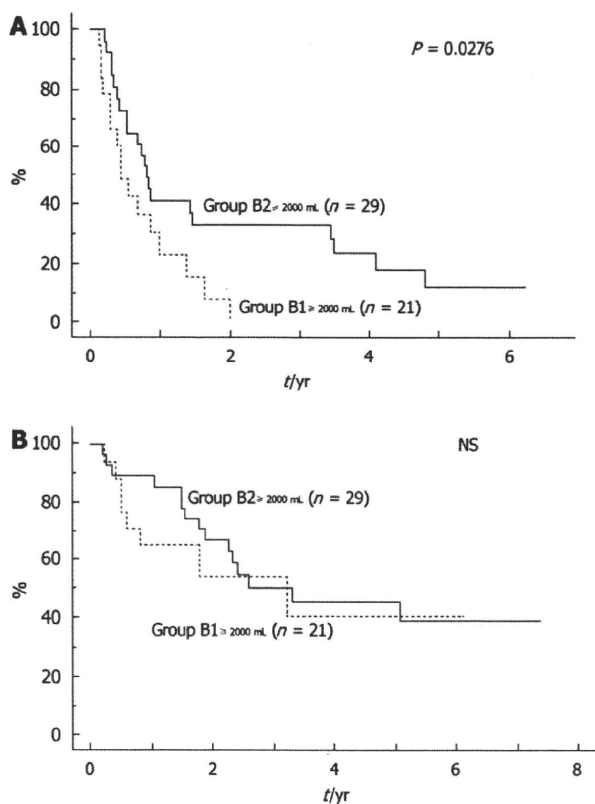 A
100
P = 0.0276
80
60
Group B2≥ 2000 mL (n = 29)
40
20
Group B1≥ 2000 mL (n = 21)
0
%
0 2 4 6
t/yr
B
100
NS
Group B2≥ 2000 mL (n = 29)
80
60
40
Group B1≥ 2000 mL (n = 21)
20
0
%
0 2 4 6 8
t/yr